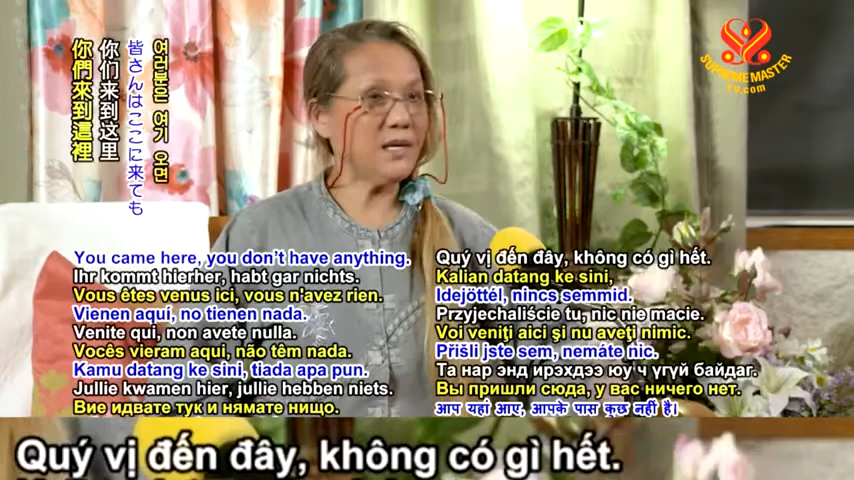 你們來到這裡
你们来到这里
皆さんはここに来ても
여러분은 여기 오면
SUPREME MASTER
TV.com
You came here, you don't have anything.
Ihr kommt hierher, habt gar nichts.
Vous êtes venus ici, vous n'avez rien.
Vienen aquí, no tienen nada.
Venite qui, non avete nulla.
Vocês vieram aqui, não têm nada.
Kamu datang ke sini, tiada apa pun.
Jullie kwamen hier, jullie hebben niets.
Вие идвате тук и нямате нищо.
Quý vị đến đây, không có gì hết.
Kalian datang ke sini,
Idejöttél, nincs semmid.
Przyjechaliście tu, nic nie macie.
Voi veniţi aici şi nu aveţi nimic.
Přišli jste sem, nemáte nic.
Та нар энд ирэхдээ юу ч үгүй байдаг.
Вы пришли сюда, у вас ничего нет.
आप यहां आए, आपके पास कुछ नहीं है।
Quý vị đến đây, không có gì hết.